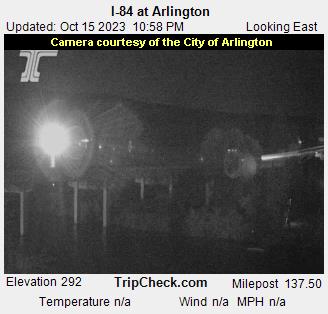 I-84 at Arlington
Updated: Oct 15 2023 10:58 PM Looking East
Camera courtesy of the City of Arlington
Elevation 292 TripCheck.com Milepost 137.50
Temperature n/a Wind n/a MPH n/a